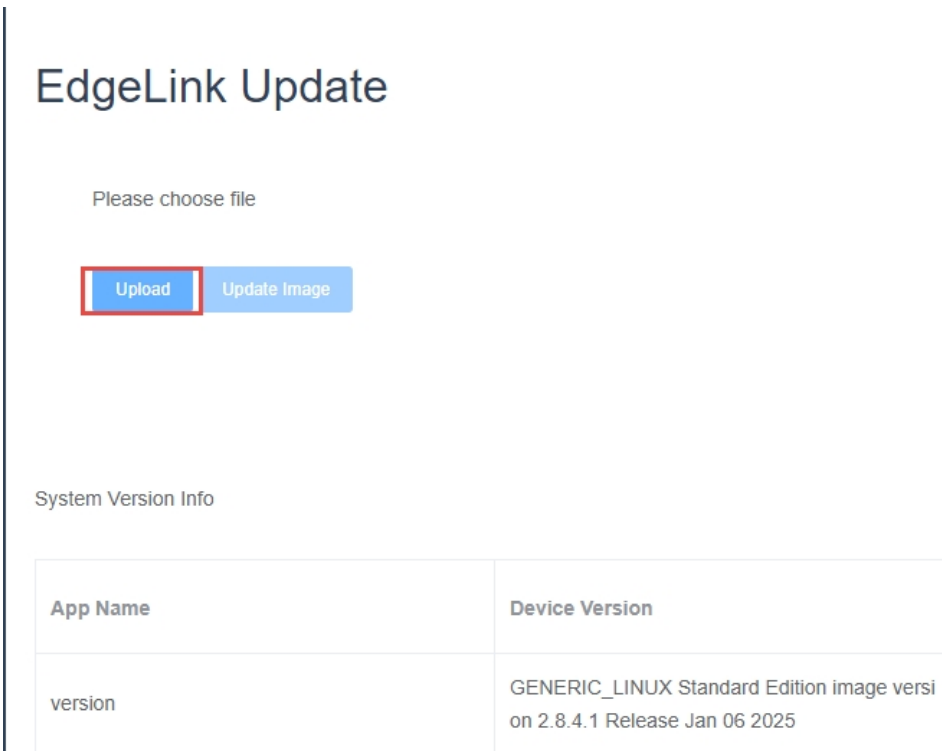 EdgeLink Update
Please choose file
Upload
Update Image
System Version Info
App Name
Device Version
version
GENERIC_LINUX Standard Edition image versi
on 2.8.4.1 Release Jan 06 2025